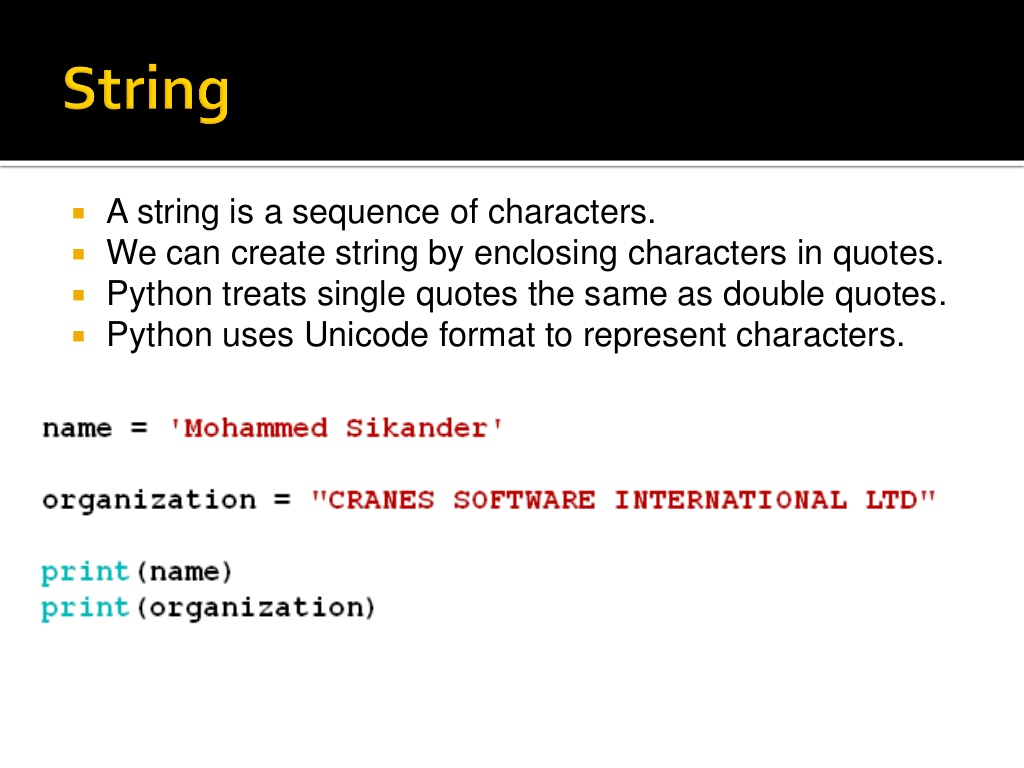 String
A string is a sequence of characters.
We can create string by enclosing characters in quotes.
Python treats single quotes the same as double quotes.
Python uses Unicode format to represent characters.
name = 'Mohammed Sikander'
organization = "CRANES SOFTWARE INTERNATIONAL LTD"
print(name)
print(organization)